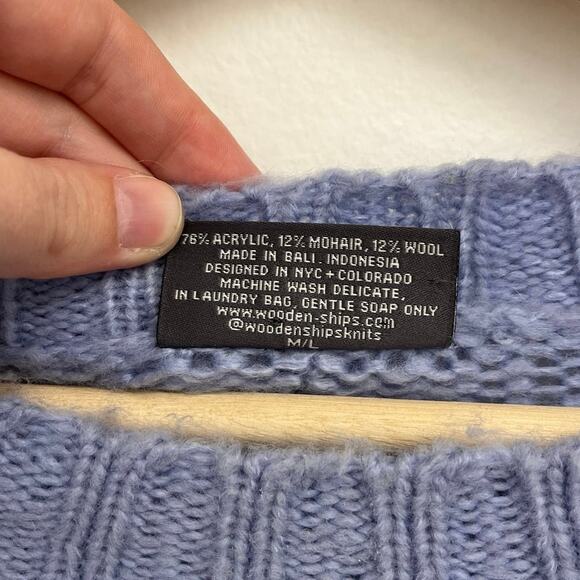 76% ACRYLIC, 12% MOHAIR, 12% WOOL
MADE IN BALI, INDONESIA
DESIGNED IN NYC + COLORADO
MACHINE WASH DELICATE,
IN LAUNDRY BAG, GENTLE SOAP ONLY
www.wooden-ships.com
@woodenshipsknits
M/L